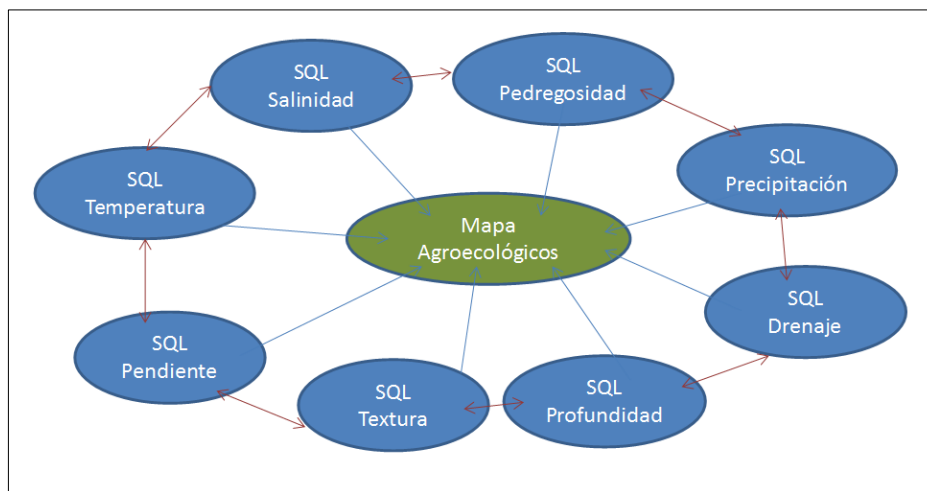 SQL
Salinidad
SQL
Pedregosidad
SQL
Precipitación
SQL
Temperatura
Mapa
Agroecológicos
SQL
Drenaje
SQL
Pendiente
SQL
Textura
SQL
Profundidad